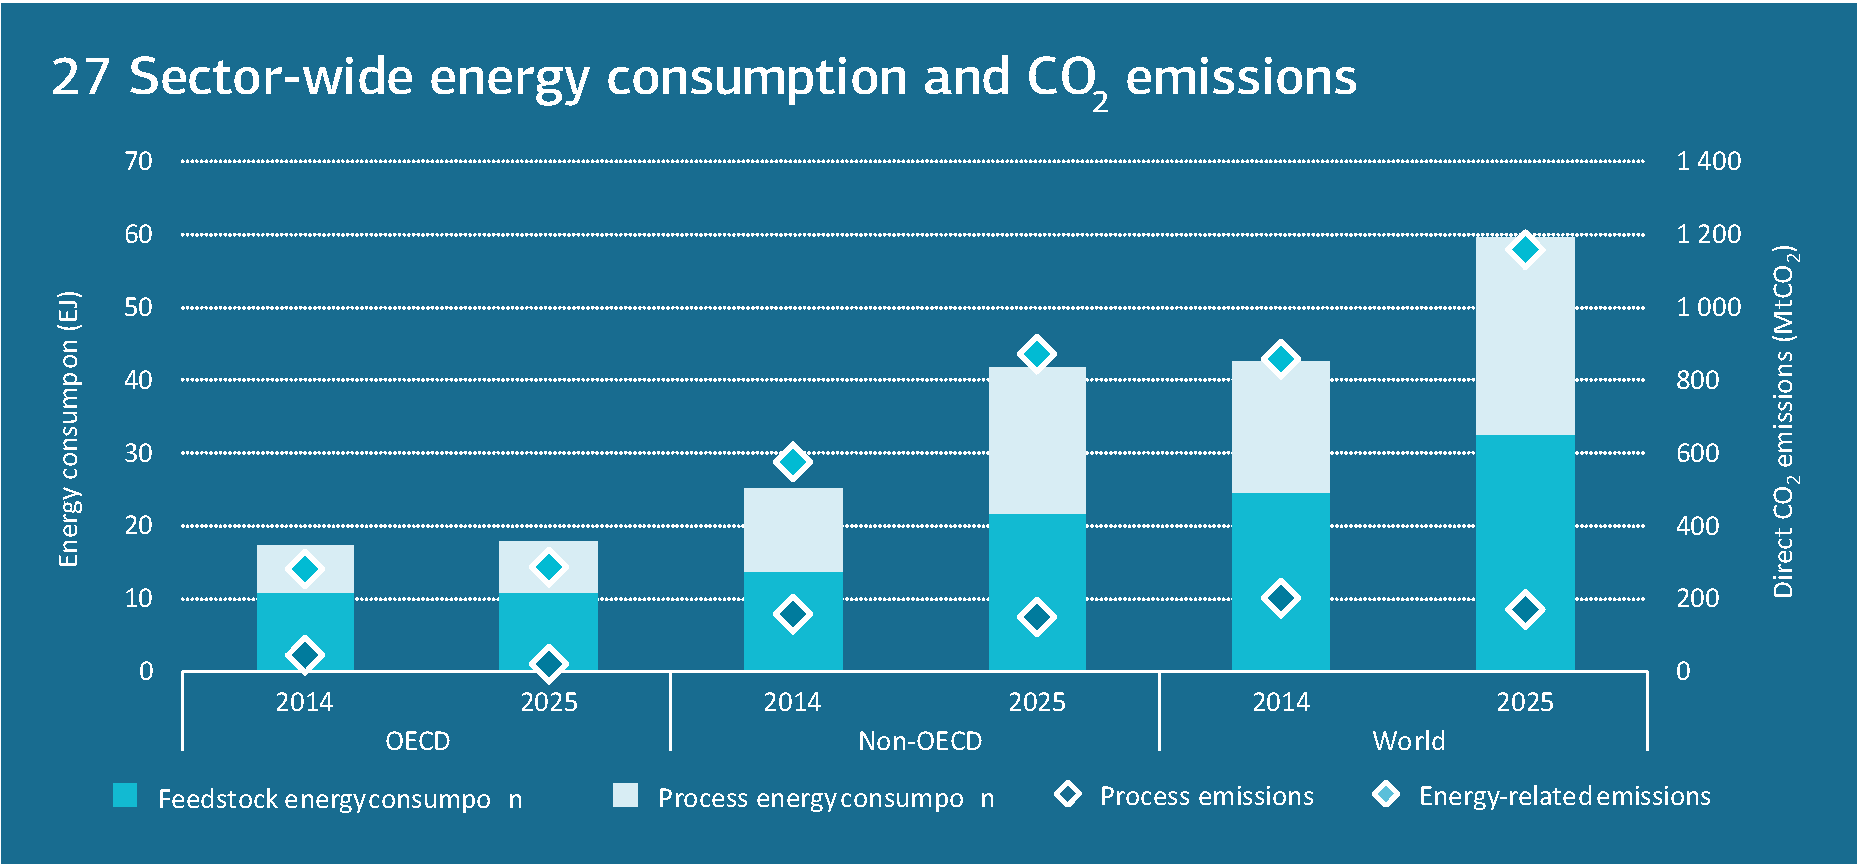 27 Sector-wide energy consumption and CO₂ emissions
70
60
50
40
30
20
10
0
Energy consumpon (EJ)
1 400
1 200
1 000
800
600
400
200
0
Direct CO₂ emissions (MtCO₂)
2014 2025 2014 2025 2014 2025
OECD Non-OECD World
Feedstock energy consumpo n Process energy consumpo n Process emissions Energy-related emissions